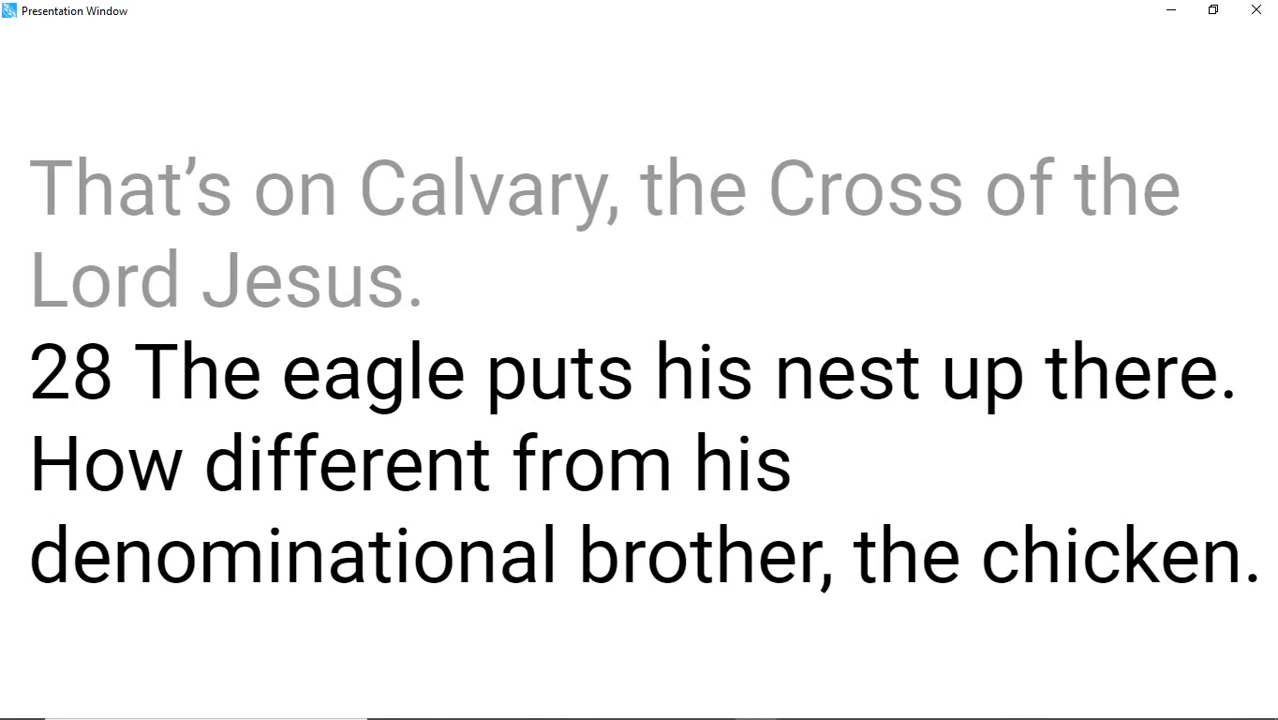 Presentation Window
That’s on Calvary, the Cross of the
Lord Jesus.
28 The eagle puts his nest up there.
How different from his
denominational brother, the chicken.